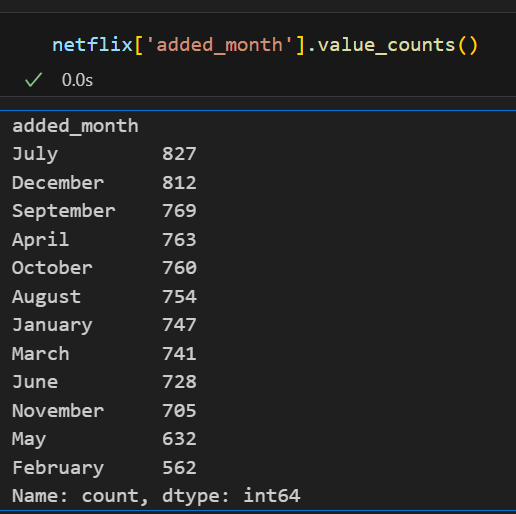 netflix['added_month'].value_counts()
0.0s
added_month
July 827
December 812
September 769
April 763
October 760
August 754
January 747
March 741
June 728
November 705
May 632
February 562
Name: count, dtype: int64